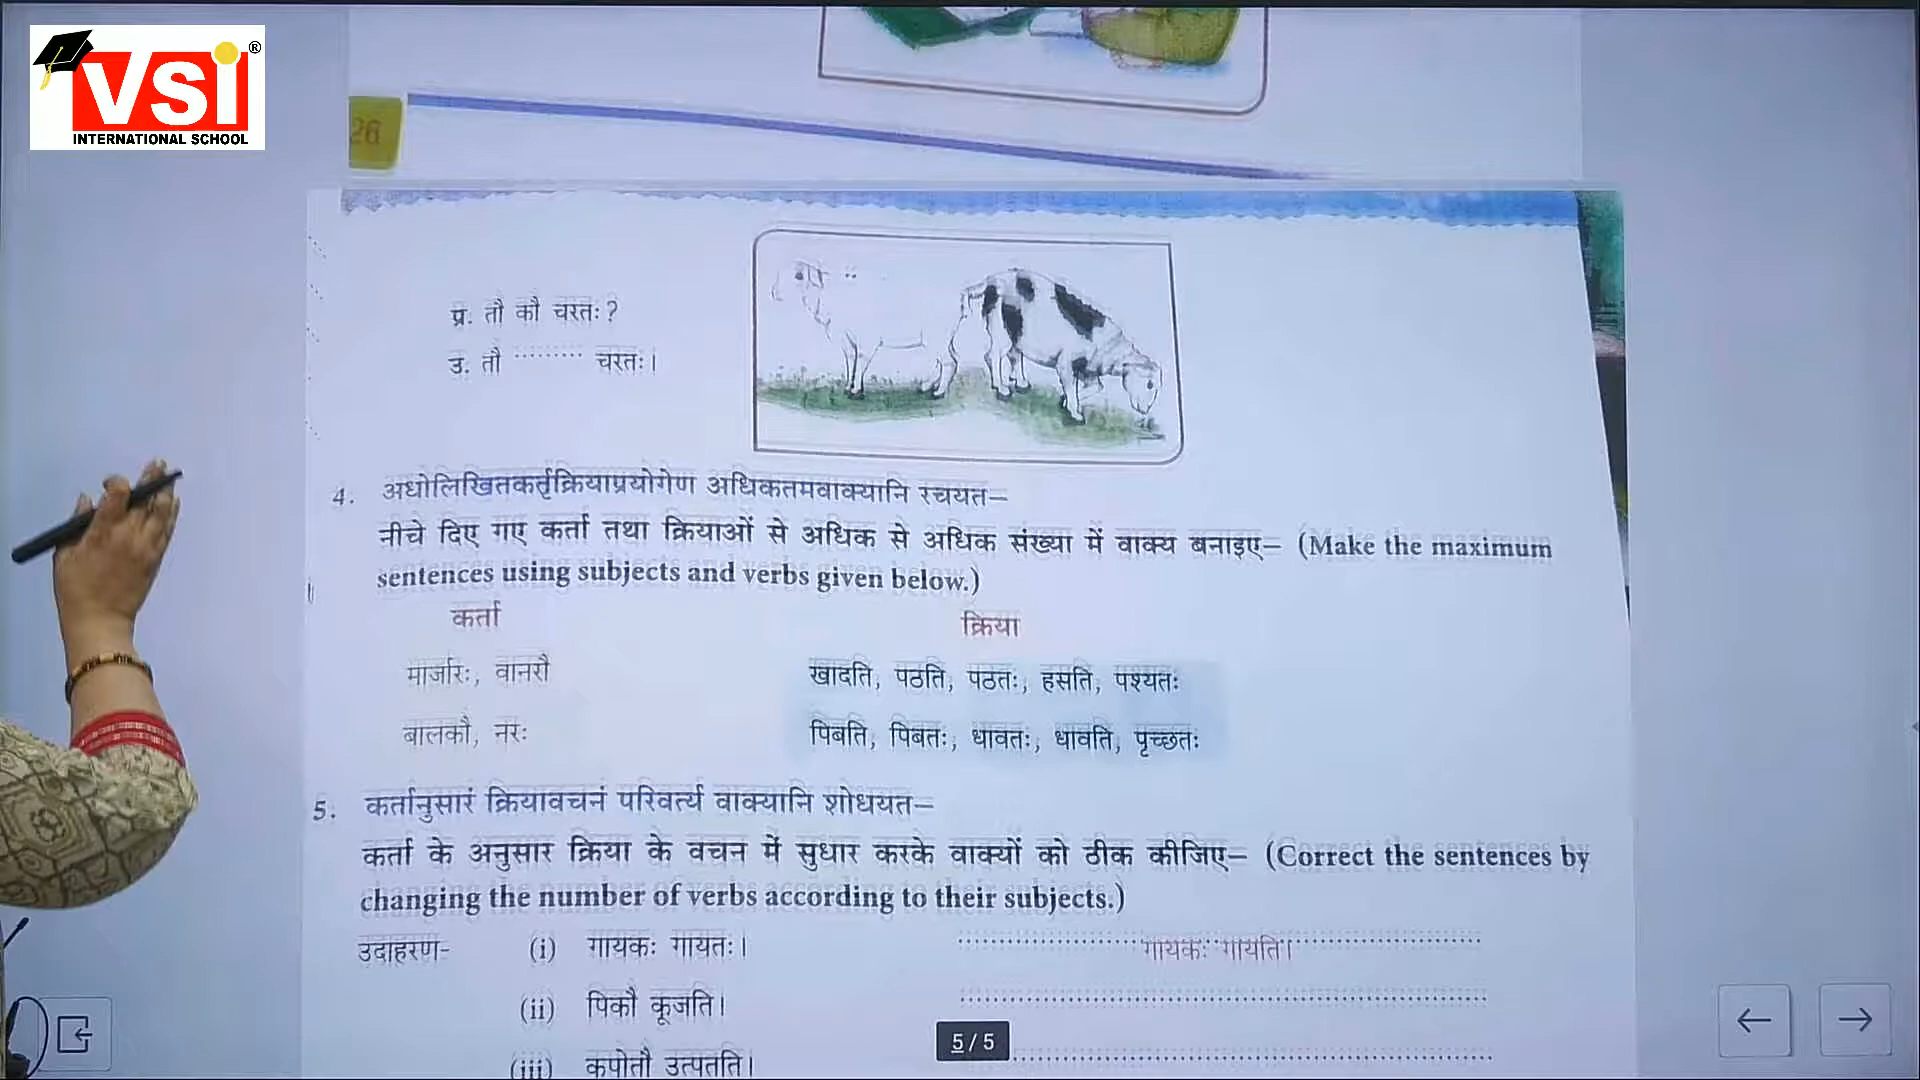 VSI ®
INTERNATIONAL SCHOOL
26
प्र. तौ कौ चरतः?
उ. तौ ......... चरतः।
4. अधोलिखितकर्तृक्रियाप्रयोगेण अधिकतमवाक्यानि रचयत–
नीचे दिए गए कर्ता तथा क्रियाओं से अधिक से अधिक संख्या में वाक्य बनाइए– (Make the maximum
sentences using subjects and verbs given below.)
कर्ता क्रिया
मार्जारः, वानरौ खादति, पठति, पठतः, हसति, पश्यतः
बालकौ, नरः पिबति, पिबतः, धावतः, धावति, पृच्छतः
5. कर्तानुसारं क्रियावचनं परिवर्त्य वाक्यानि शोधयत–
कर्ता के अनुसार क्रिया के वचन में सुधार करके वाक्यों को ठीक कीजिए– (Correct the sentences by
changing the number of verbs according to their subjects.)
उदाहरण- (i) गायकः गायतः। गायकः गायति।
(ii) पिकौ कूजति।
(iii) कपोतौ उत्पतति।
5 / 5